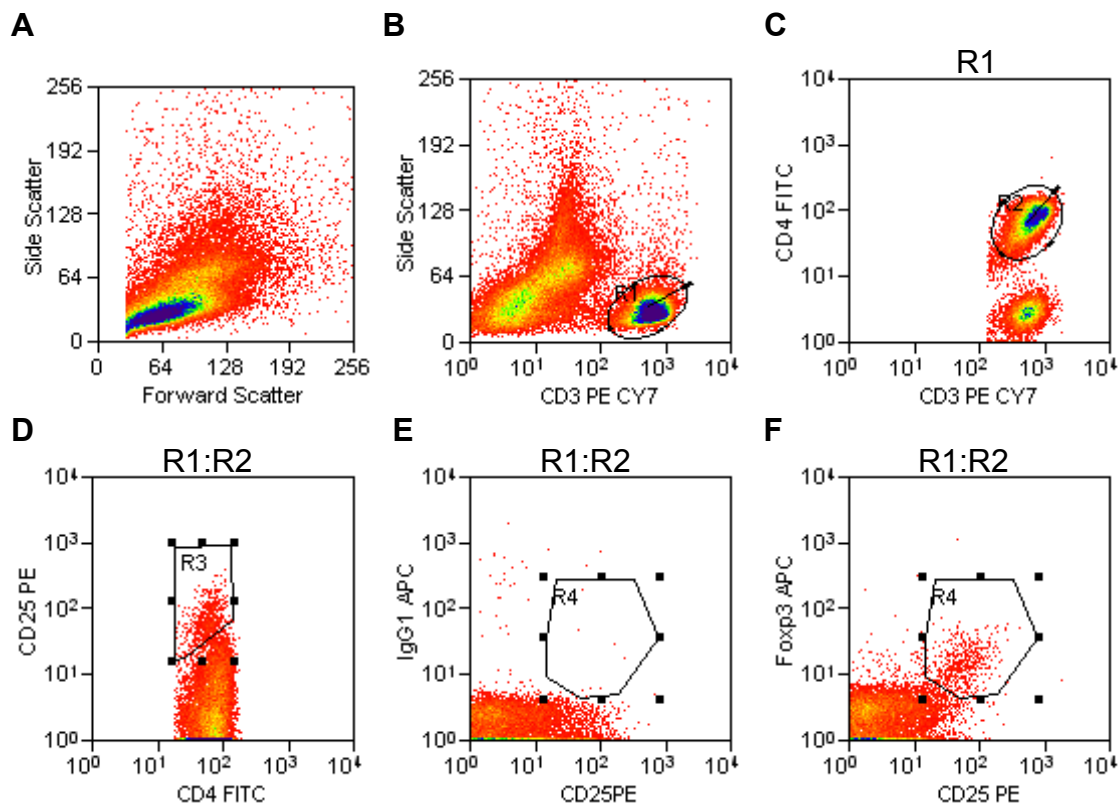 A
256
192
128
64
0
Side Scatter
0 64 128 192 256
Forward Scatter
B
256
192
128
64
0
Side Scatter
R1
10⁰ 10¹ 10² 10³ 10⁴
CD3 PE CY7
C
R1
10⁴
10³
10²
10¹
10⁰
CD4 FITC
R2
10⁰ 10¹ 10² 10³ 10⁴
CD3 PE CY7
D
R1:R2
10⁴
10³
10²
10¹
10⁰
CD25 PE
R3
10⁰ 10¹ 10² 10³ 10⁴
CD4 FITC
E
R1:R2
10⁴
10³
10²
10¹
10⁰
IgG1 APC
R4
10⁰ 10¹ 10² 10³ 10⁴
CD25PE
F
R1:R2
10⁴
10³
10²
10¹
10⁰
Foxp3 APC
R4
10⁰ 10¹ 10² 10³ 10⁴
CD25 PE